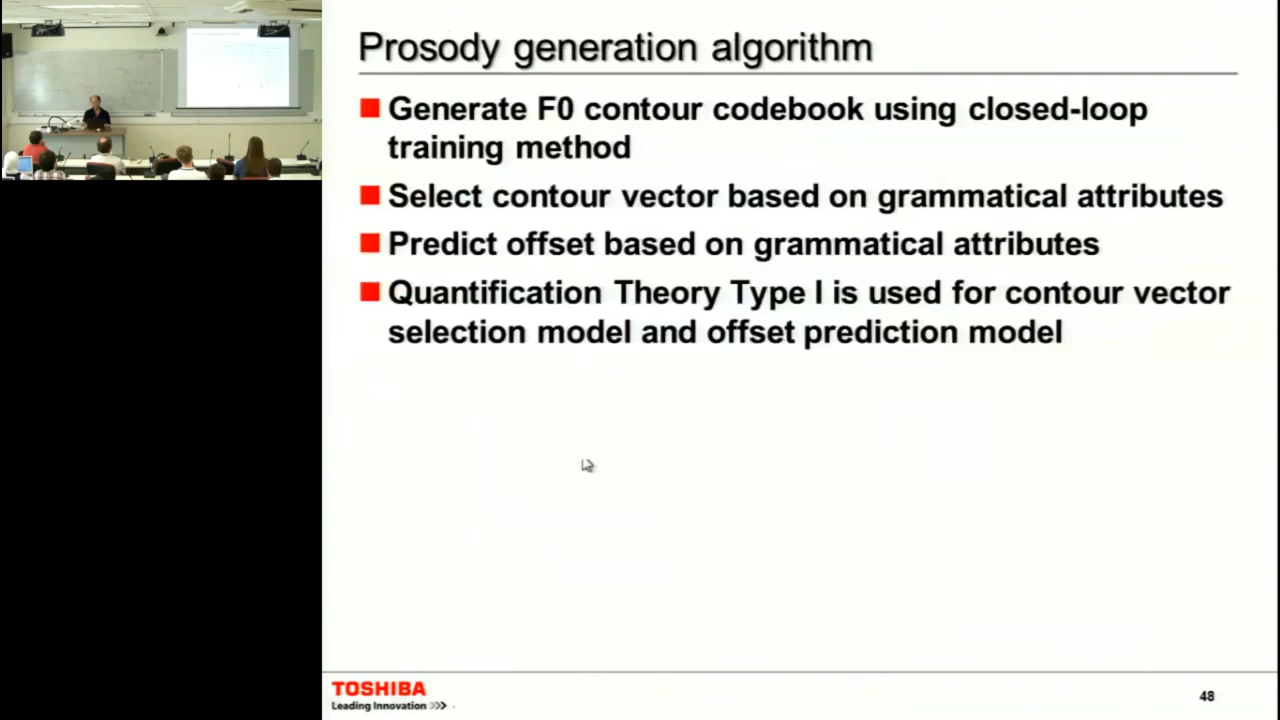 Prosody generation algorithm
Generate F0 contour codebook using closed-loop
training method
Select contour vector based on grammatical attributes
Predict offset based on grammatical attributes
Quantification Theory Type I is used for contour vector
selection model and offset prediction model
TOSHIBA
Leading Innovation >>>
48